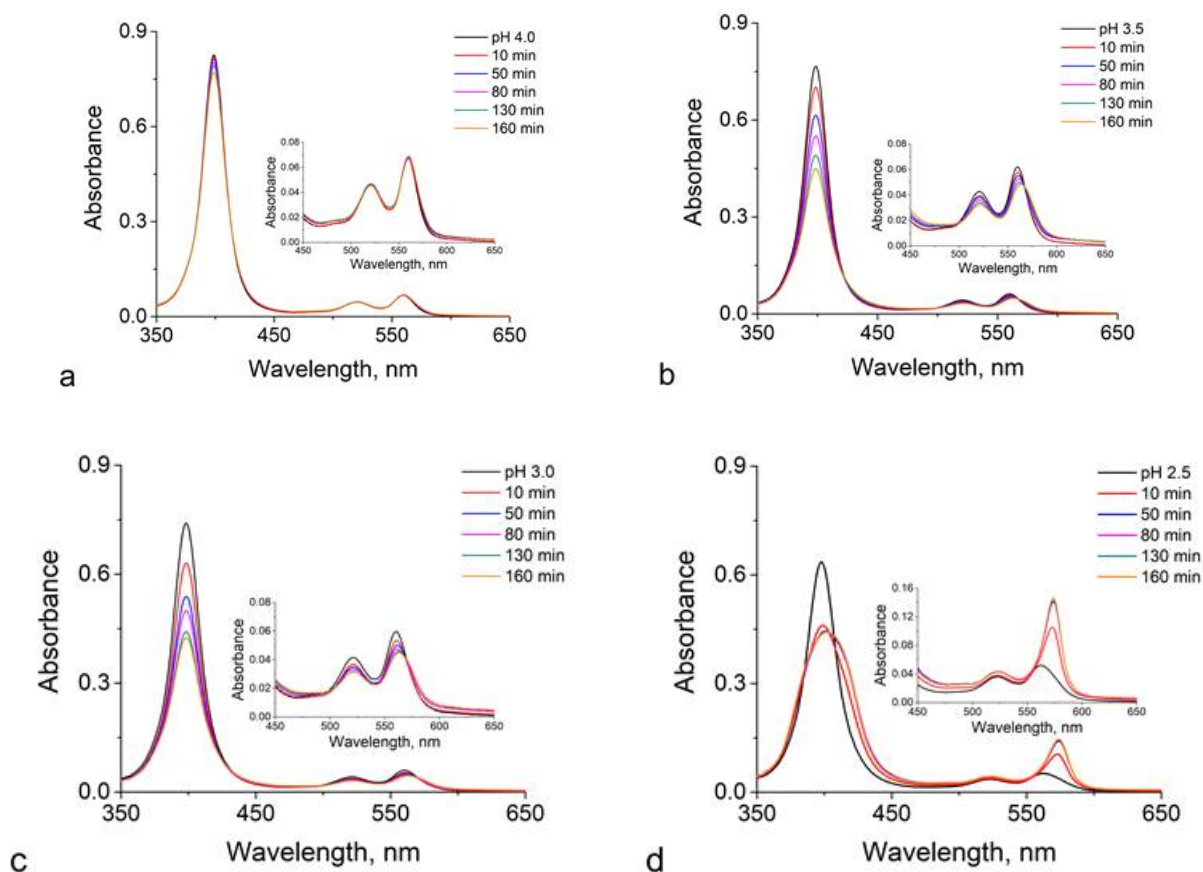 0.9
0.6
0.3
0.0
Absorbance
350
450
550
650
Wavelength, nm
pH 4.0
10 min
50 min
80 min
130 min
160 min
0.08
0.06
0.04
0.02
0.00
Absorbance
450
500
550
600
650
Wavelength, nm
a
0.9
0.6
0.3
0.0
Absorbance
350
450
550
650
Wavelength, nm
pH 3.5
10 min
50 min
80 min
130 min
160 min
0.08
0.06
0.04
0.02
0.00
Absorbance
450
500
550
600
650
Wavelength, nm
b
0.9
0.6
0.3
0.0
Absorbance
350
450
550
650
Wavelength, nm
pH 3.0
10 min
50 min
80 min
130 min
160 min
0.08
0.06
0.04
0.02
0.00
Absorbance
450
500
550
600
650
Wavelength, nm
c
0.9
0.6
0.3
0.0
Absorbance
350
450
550
650
Wavelength, nm
pH 2.5
10 min
50 min
80 min
130 min
160 min
0.16
0.12
0.08
0.04
0.00
Absorbance
450
500
550
600
650
Wavelength, nm
d